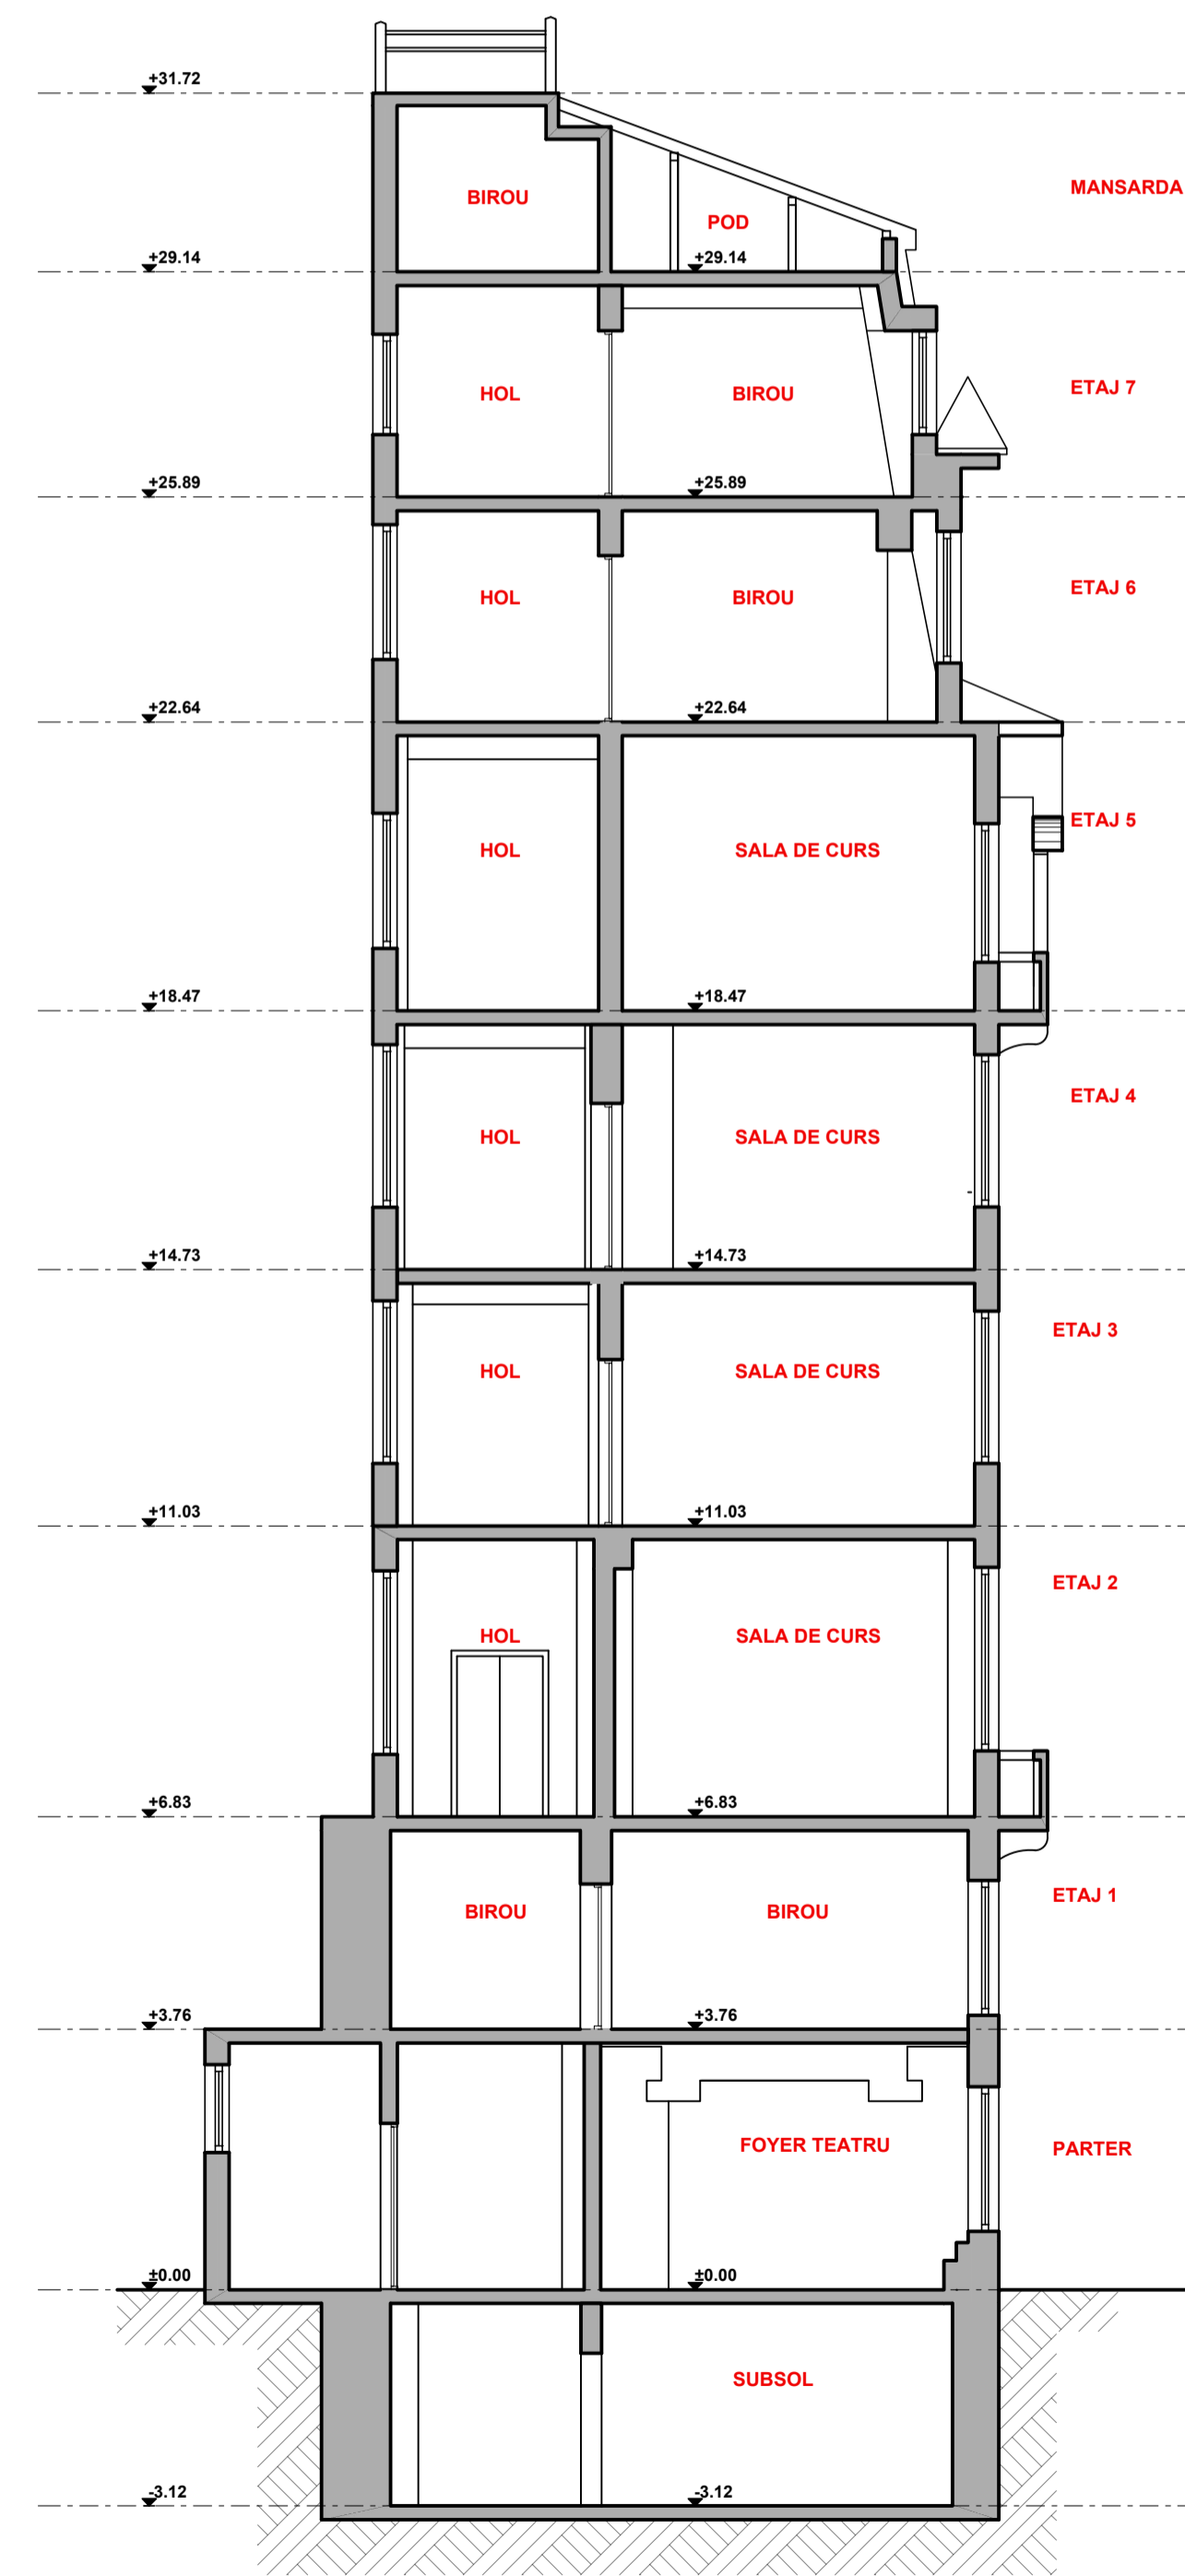 +31.72
MANSARDA
BIROU
POD
+29.14
+29.14
ETAJ 7
HOL
BIROU
+25.89
+25.89
ETAJ 6
HOL
BIROU
+22.64
+22.64
ETAJ 5
HOL
SALA DE CURS
+18.47
+18.47
ETAJ 4
HOL
SALA DE CURS
+14.73
+14.73
ETAJ 3
HOL
SALA DE CURS
+11.03
+11.03
ETAJ 2
HOL
SALA DE CURS
+6.83
+6.83
ETAJ 1
BIROU
BIROU
+3.76
+3.76
FOYER TEATRU
PARTER
±0.00
±0.00
SUBSOL
-3.12
-3.12